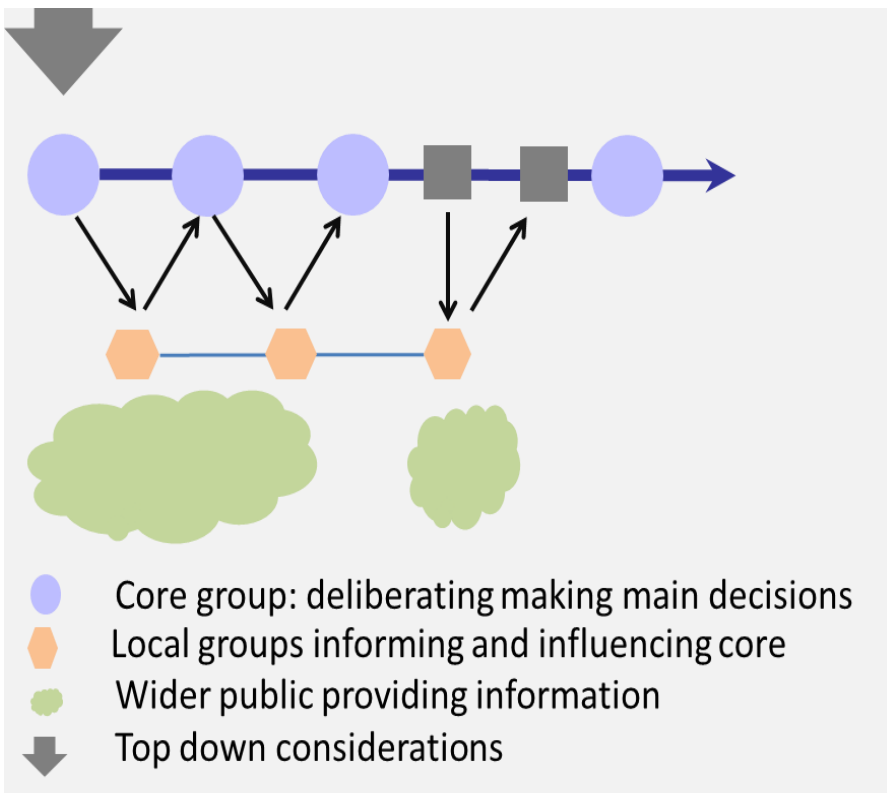 Core group: deliberating making main decisions
Local groups informing and influencing core
Wider public providing information
Top down considerations